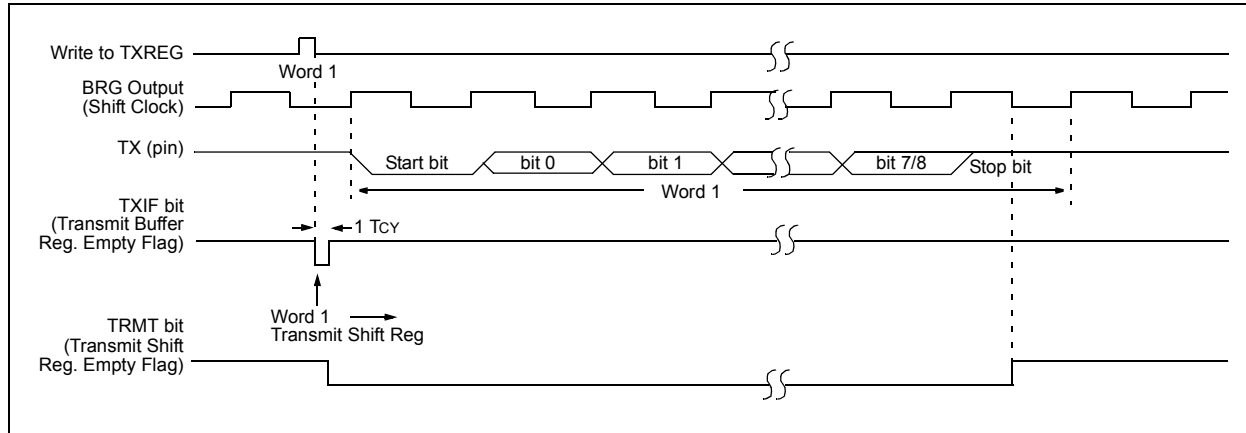 Write to TXREG
Word 1
BRG Output
(Shift Clock)
TX (pin)
Start bit
bit 0
bit 1
bit 7/8
Stop bit
Word 1
TXIF bit
(Transmit Buffer
Reg. Empty Flag)
1 TCY
Word 1
Transmit Shift Reg
TRMT bit
(Transmit Shift
Reg. Empty Flag)